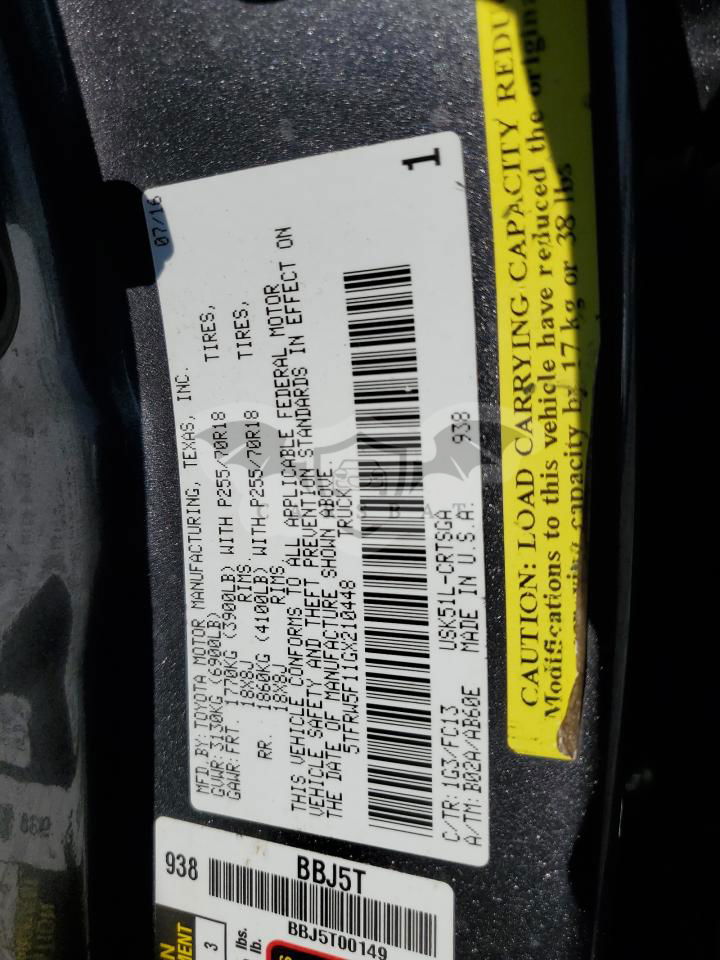 07/16
MFD. BY: TOYOTA MOTOR MANUFACTURING, TEXAS, INC.
GVWR: 3130KG (6900LB)
GAWR: FRT. 1770KG (3900LB) WITH P255/70R18 TIRES,
18X8J RIMS.
RR. 1860KG (4100LB) WITH P255/70R18 TIRES,
18X8J RIMS.
THIS VEHICLE CONFORMS TO ALL APPLICABLE FEDERAL MOTOR
VEHICLE SAFETY AND THEFT PREVENTION STANDARDS IN EFFECT ON
THE DATE OF MANUFACTURE SHOWN ABOVE.
5TFRW5F11GX210448 TRUCK
C/TR: 1G3/FC13 USK51L-CRTSGA 938
A/TM: B02A/AB60E MADE IN U.S.A.
1
CAUTION: LOAD CARRYING CAPACITY REDU
Modifications to this vehicle have reduced the origina
capacity by 17 kg or 38 lbs
938
BBJ5T
BBJ5T00149
3
lbs.
lb.
CARSBAT